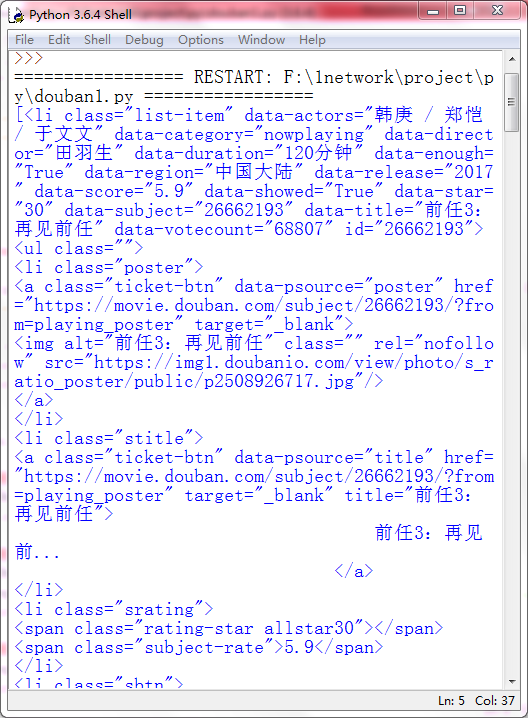 Python 3.6.4 Shell
File Edit Shell Debug Options Window Help
>>>
================= RESTART: F:\1network\project\p
y\douban1.py =================
[<li class="list-item" data-actors="韩庚 / 郑恺
/ 于文文" data-category="nowplaying" data-direct
or="田羽生" data-duration="120分钟" data-enough=
"True" data-region="中国大陆" data-release="2017
" data-score="5.9" data-showed="True" data-star=
"30" data-subject="26662193" data-title="前任3：
再见前任" data-votecount="68807" id="26662193">
<ul class="">
<li class="poster">
<a class="ticket-btn" data-psource="poster" href
="https://movie.douban.com/subject/26662193/?fro
m=playing_poster" target="_blank">
<img alt="前任3：再见前任" class="" rel="nofollo
w" src="https://img1.doubanio.com/view/photo/s_r
atio_poster/public/p2508926717.jpg"/>
</a>
</li>
<li class="stitle">
<a class="ticket-btn" data-psource="title" href=
"https://movie.douban.com/subject/26662193/?from
=playing_poster" target="_blank" title="前任3：
再见前任">
前任3：再见
前...
</a>
</li>
<li class="srating">
<span class="rating-star allstar30"></span>
<span class="subject-rate">5.9</span>
</li>
<li class="sbtn">
Ln: 5 Col: 37